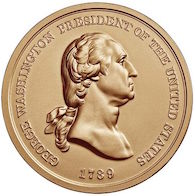 GEORGE WASHINGTON PRESIDENT OF THE UNITED STATES
1789